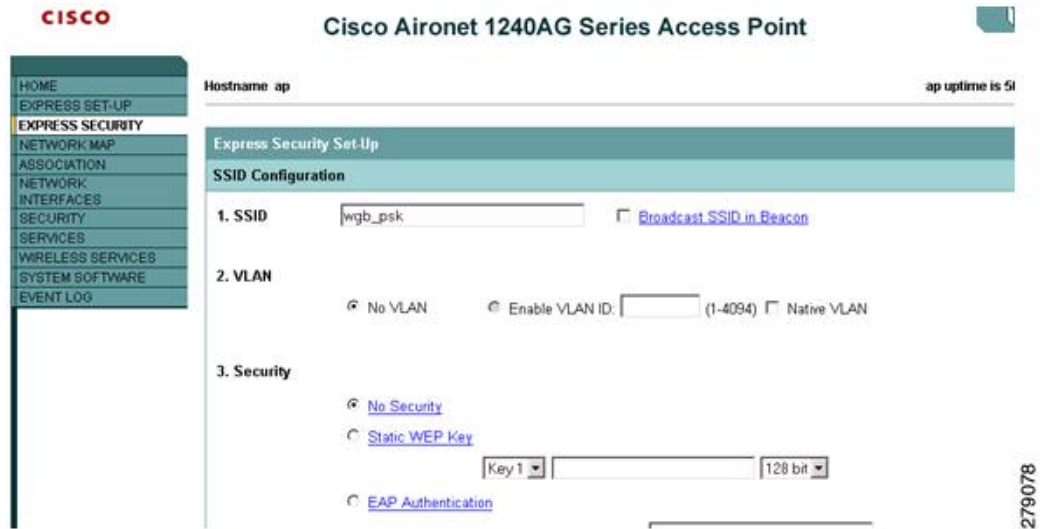 CISCO
Cisco Aironet 1240AG Series Access Point
HOME
EXPRESS SET-UP
EXPRESS SECURITY
NETWORK MAP
ASSOCIATION
NETWORK
INTERFACES
SECURITY
SERVICES
WIRELESS SERVICES
SYSTEM SOFTWARE
EVENT LOG
Hostname ap
ap uptime is
Express Security Set-Up
SSID Configuration
1. SSID wgb_psk Broadcast SSID in Beacon
2. VLAN
No VLAN Enable VLAN ID: (1-4094) Native VLAN
3. Security
No Security
Static WEP Key
Key 1 128 bit
EAP Authentication
279078